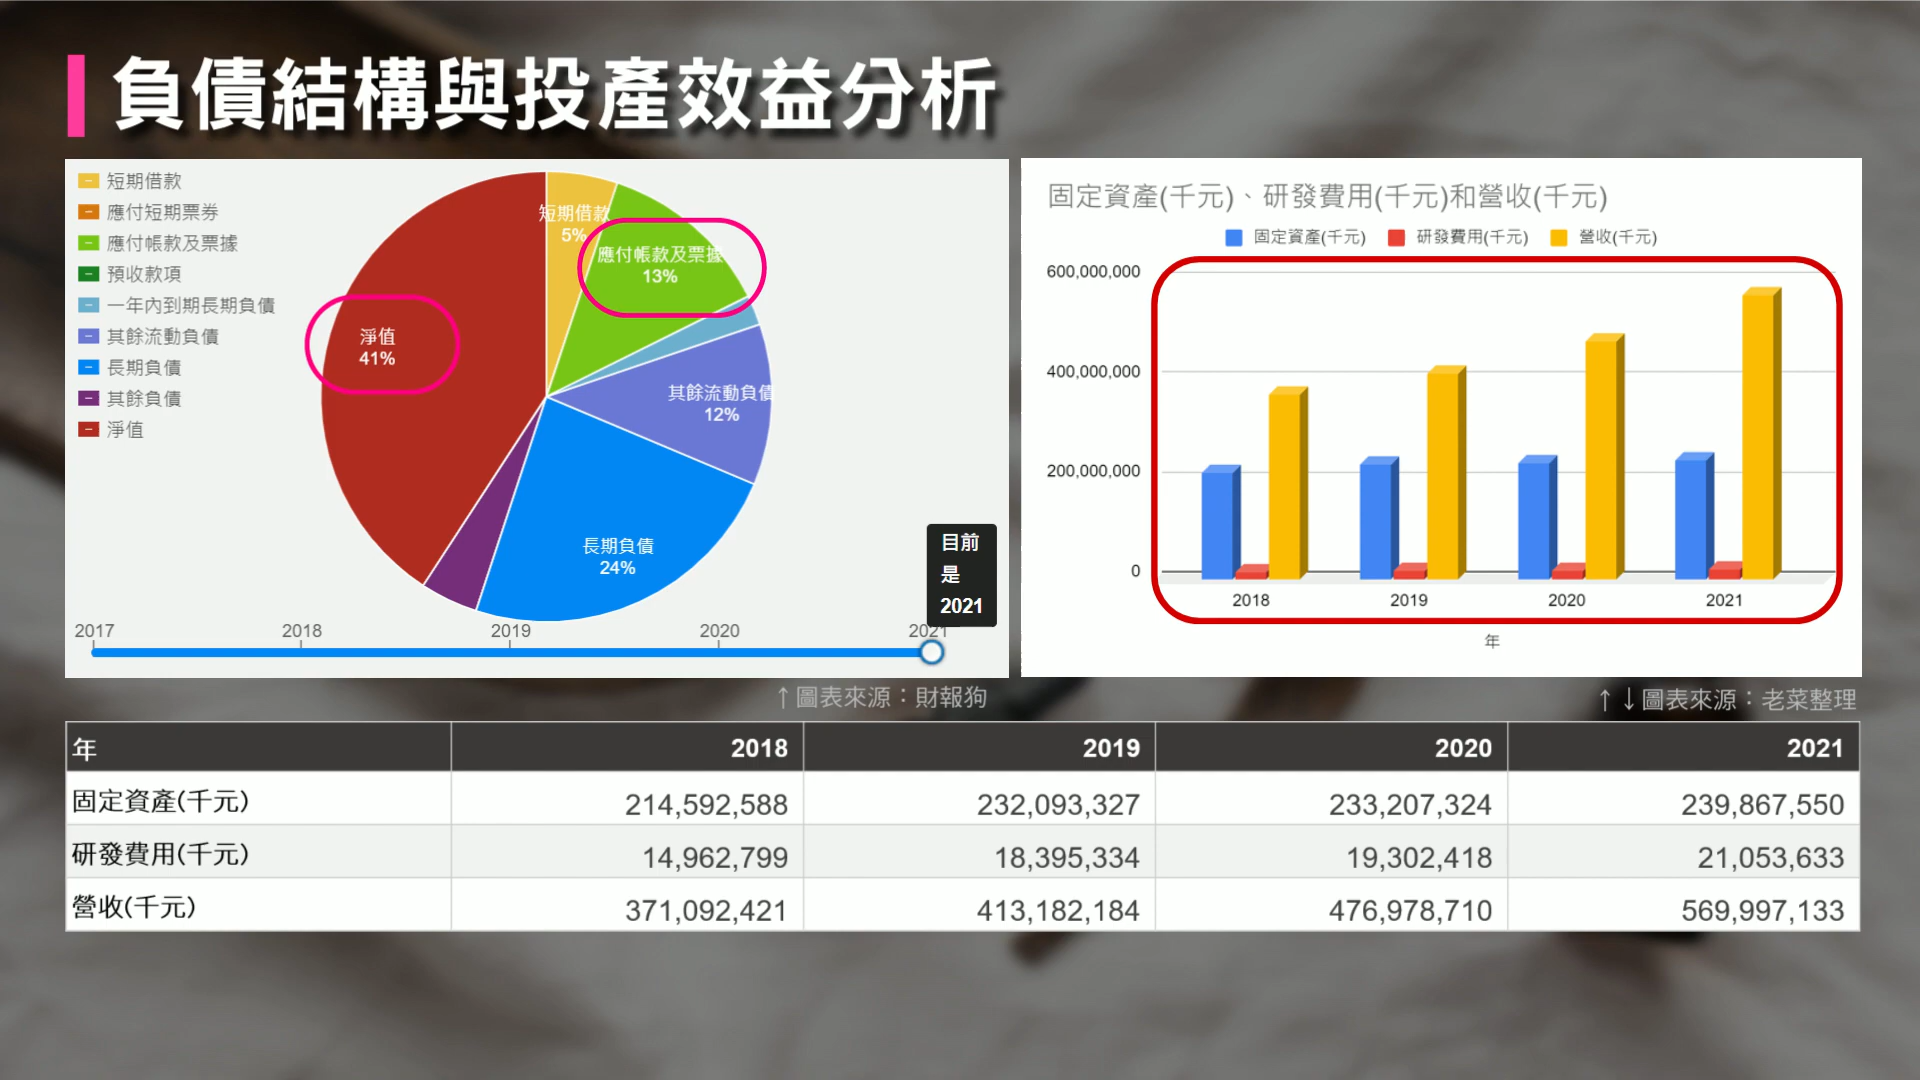 負債結構與投產效益分析
短期借款
應付短期票券
應付帳款及票據
預收款項
一年內到期長期負債
其餘流動負債
長期負債
其餘負債
淨值
短期借款
5%
應付帳款及票據
13%
淨值
41%
其餘流動負債
12%
長期負債
24%
目前
是
2021
2017 2018 2019 2020 2021
↑圖表來源：財報狗
固定資產(千元)、研發費用(千元)和營收(千元)
固定資產(千元) 研發費用(千元) 營收(千元)
600,000,000
400,000,000
200,000,000
0
2018 2019 2020 2021
年
↑↓圖表來源：老菜整理
年 2018 2019 2020 2021
固定資產(千元) 214,592,588 232,093,327 233,207,324 239,867,550
研發費用(千元) 14,962,799 18,395,334 19,302,418 21,053,633
營收(千元) 371,092,421 413,182,184 476,978,710 569,997,133